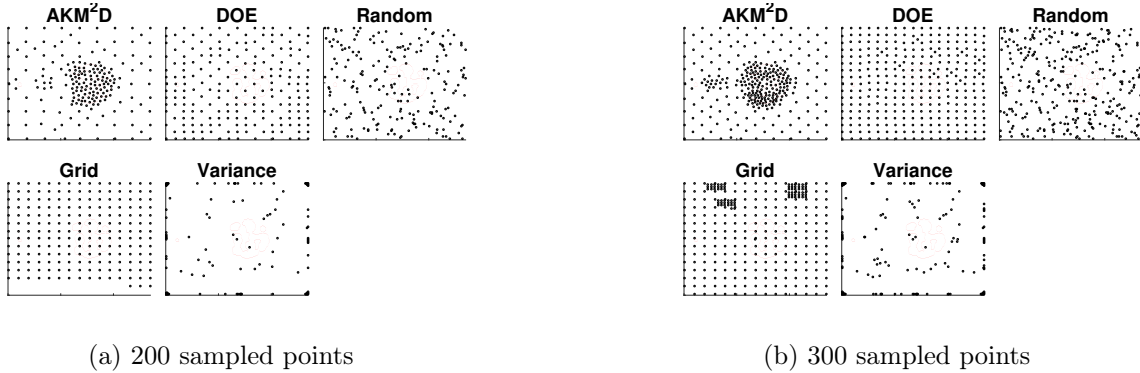 AKM²D DOE Random
Grid Variance
(a) 200 sampled points
AKM²D DOE Random
Grid Variance
(b) 300 sampled points